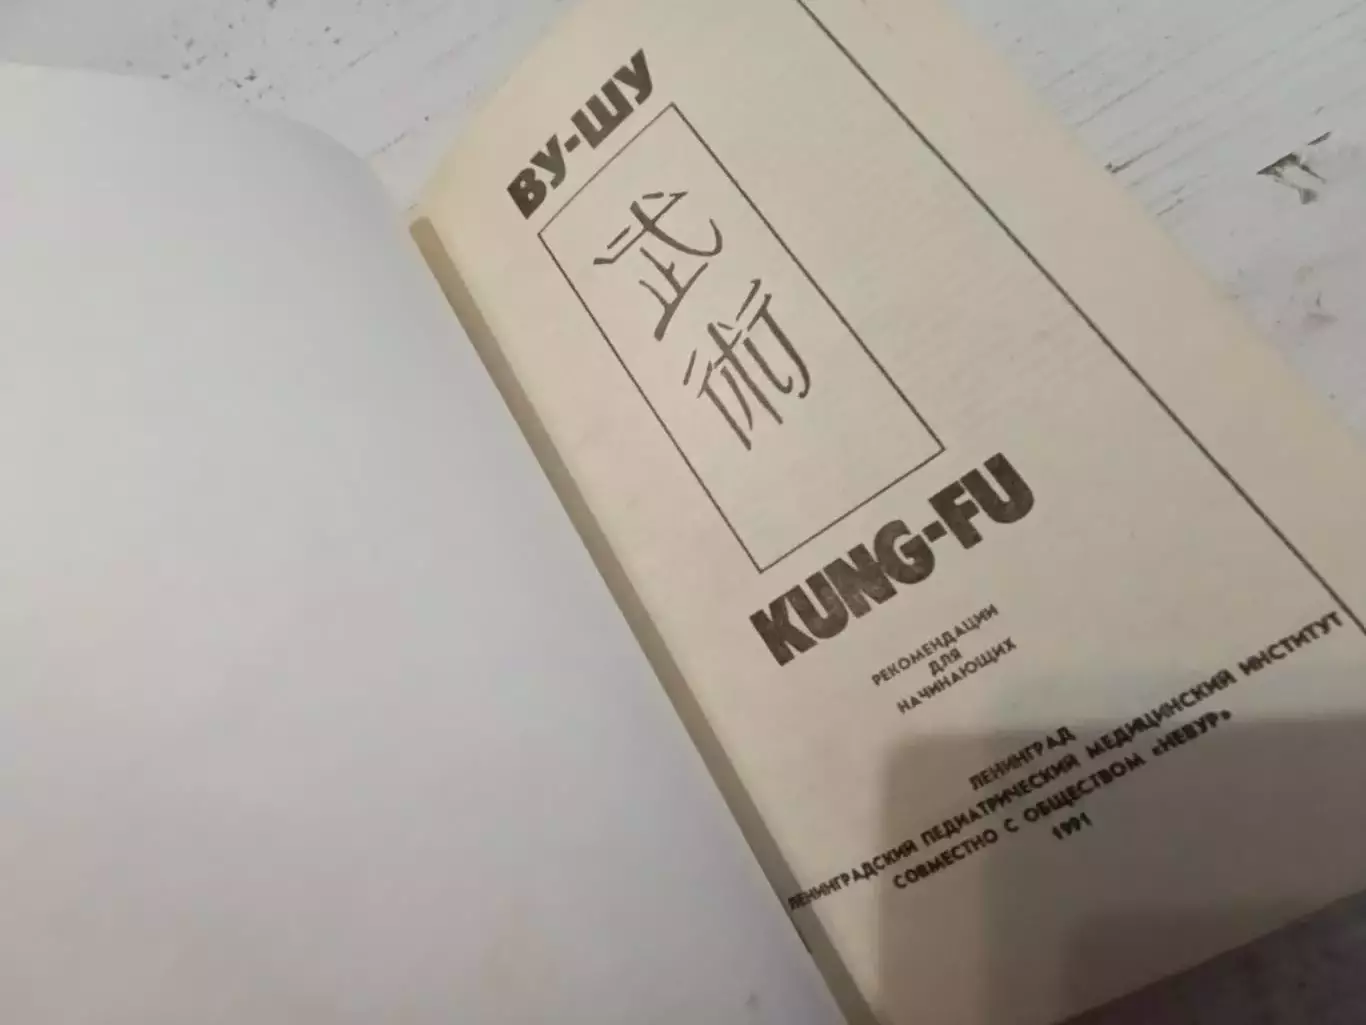 ВУ-ШУ
武
術
KUNG-FU
РЕКОМЕНДАЦИИ
ДЛЯ
НАЧИНАЮЩИХ
ЛЕНИНГРАД
ЛЕНИНГРАДСКИЙ ПЕДИАТРИЧЕСКИЙ МЕДИЦИНСКИЙ ИНСТИТУТ
СОВМЕСТНО С ОБЩЕСТВОМ «НЕВУР»
1991